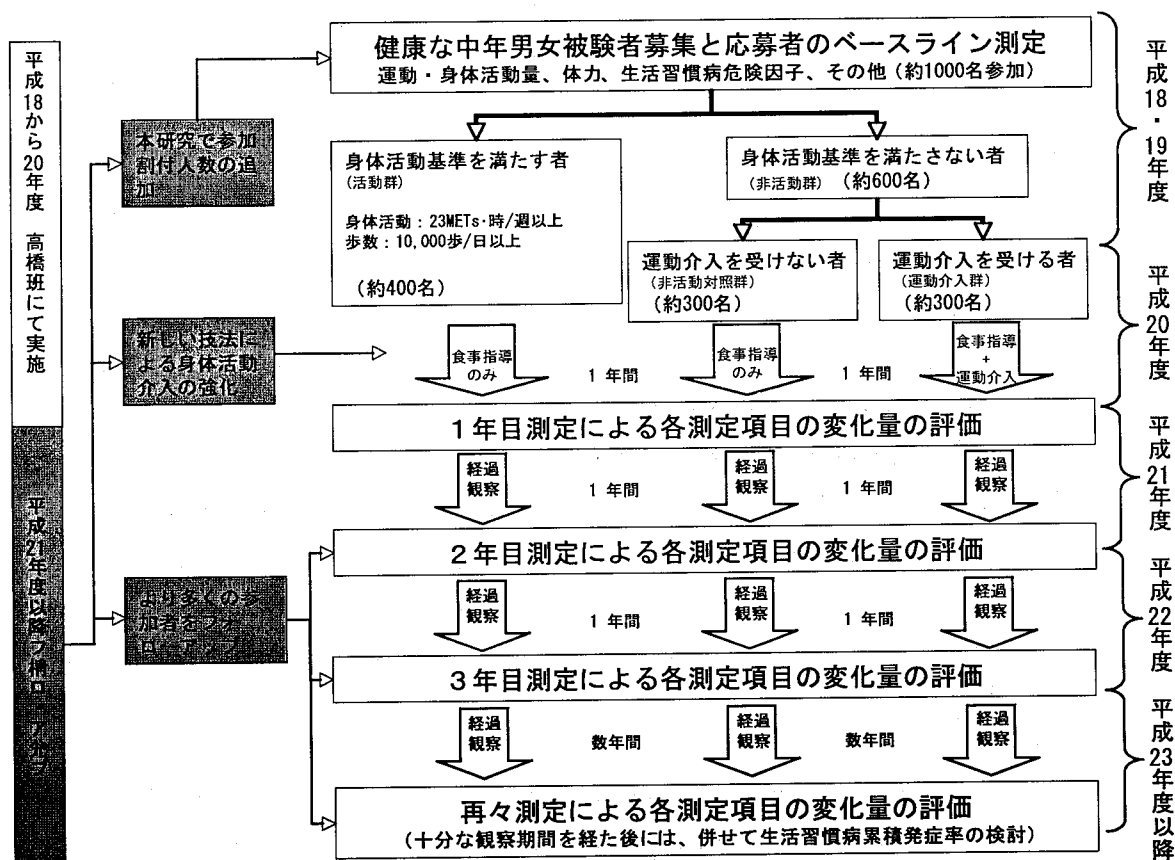 健康な中年男女被験者募集と応募者のベースライン測定
運動・身体活動量、体力、生活習慣病危険因子、その他（約1000名参加）
平成18から20年度 高橋班にて実施
平成21年度以降
本研究で参加
割付人数の追
加
新しい技法に
よる身体活動
介入の強化
より多くの参
加者をフォ
ローアップ
身体活動基準を満たす者
（活動群）
身体活動：23METs・時/週以上
歩数：10,000歩/日以上
（約400名）
身体活動基準を満たさない者
（非活動群）（約600名）
運動介入を受けない者
（非活動対照群）
（約300名）
運動介入を受ける者
（運動介入群）
（約300名）
食事指導
のみ
1年間
食事指導
のみ
1年間
食事指導
+
運動介入
1年目測定による各測定項目の変化量の評価
経過
観察
1年間
経過
観察
1年間
経過
観察
2年目測定による各測定項目の変化量の評価
経過
観察
1年間
経過
観察
1年間
経過
観察
3年目測定による各測定項目の変化量の評価
経過
観察
数年間
経過
観察
数年間
経過
観察
再々測定による各測定項目の変化量の評価
（十分な観察期間を経た後には、併せて生活習慣病累積発症率の検討）
平成18・19年度
平成20年度
平成21年度
平成22年度
平成23年度以降